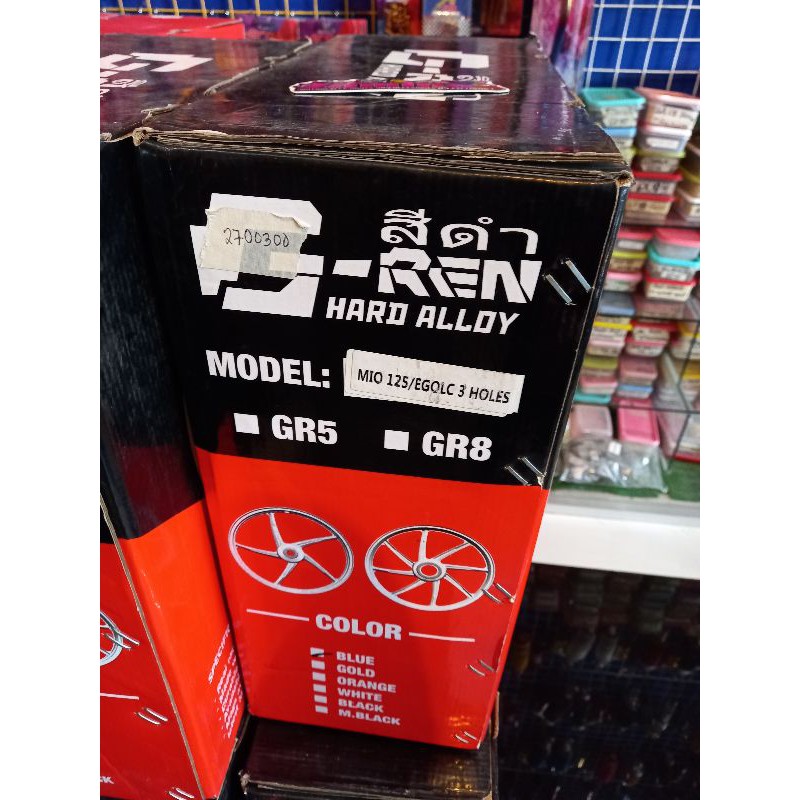 2700300
สีดำ
G-REN
HARD ALLOY
MODEL: MIO 125/EGOLC 3 HOLES
GR5 GR8
COLOR
BLUE
GOLD
ORANGE
WHITE
BLACK
M.BLACK